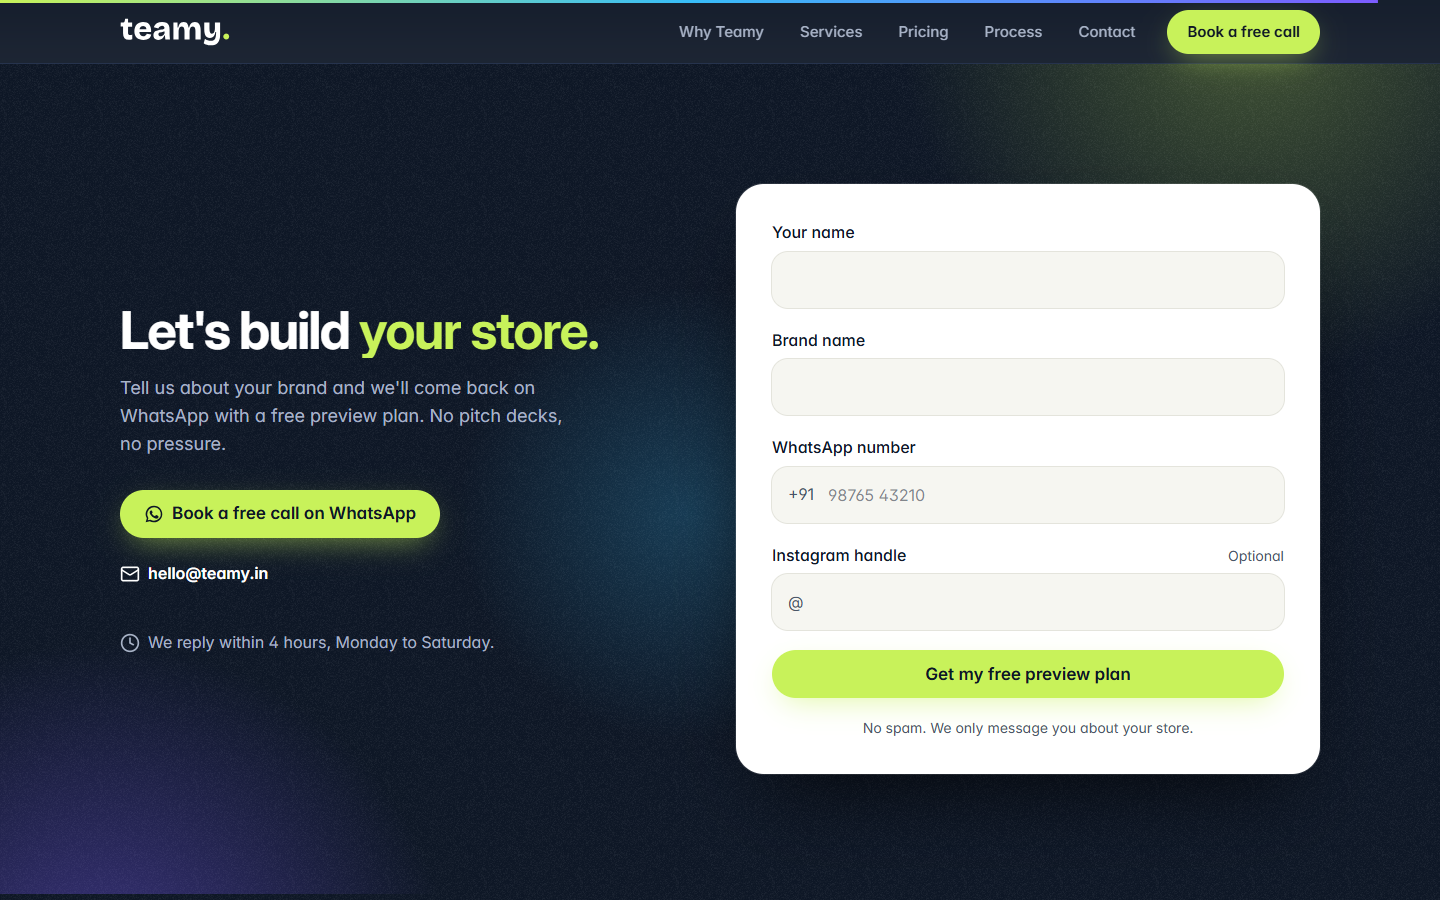 teamy.
Why Teamy
Services
Pricing
Process
Contact
Book a free call
Let's build your store.
Tell us about your brand and we'll come back on
WhatsApp with a free preview plan. No pitch decks,
no pressure.
Book a free call on WhatsApp
hello@teamy.in
We reply within 4 hours, Monday to Saturday.
Your name
Brand name
WhatsApp number
+91 98765 43210
Instagram handle
Optional
@
Get my free preview plan
No spam. We only message you about your store.